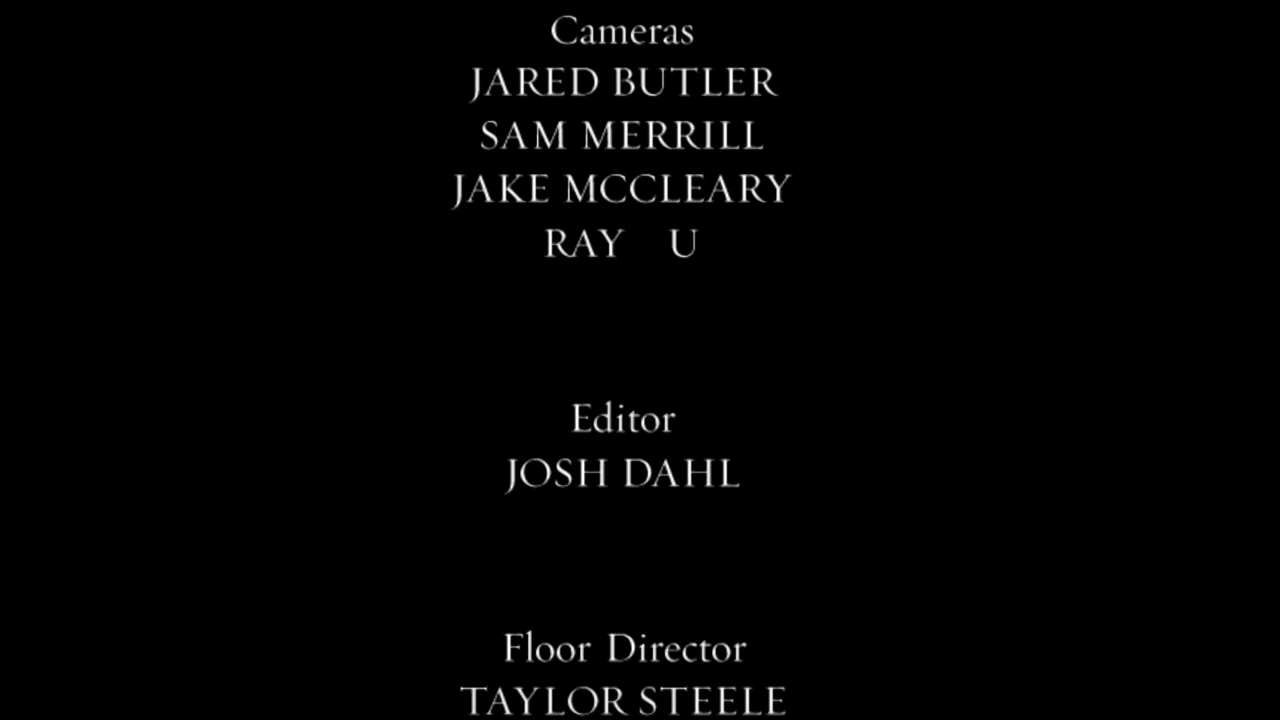 Cameras
JARED BUTLER
SAM MERRILL
JAKE MCCLEARY
RAY U
Editor
JOSH DAHL
Floor Director
TAYLOR STEELE